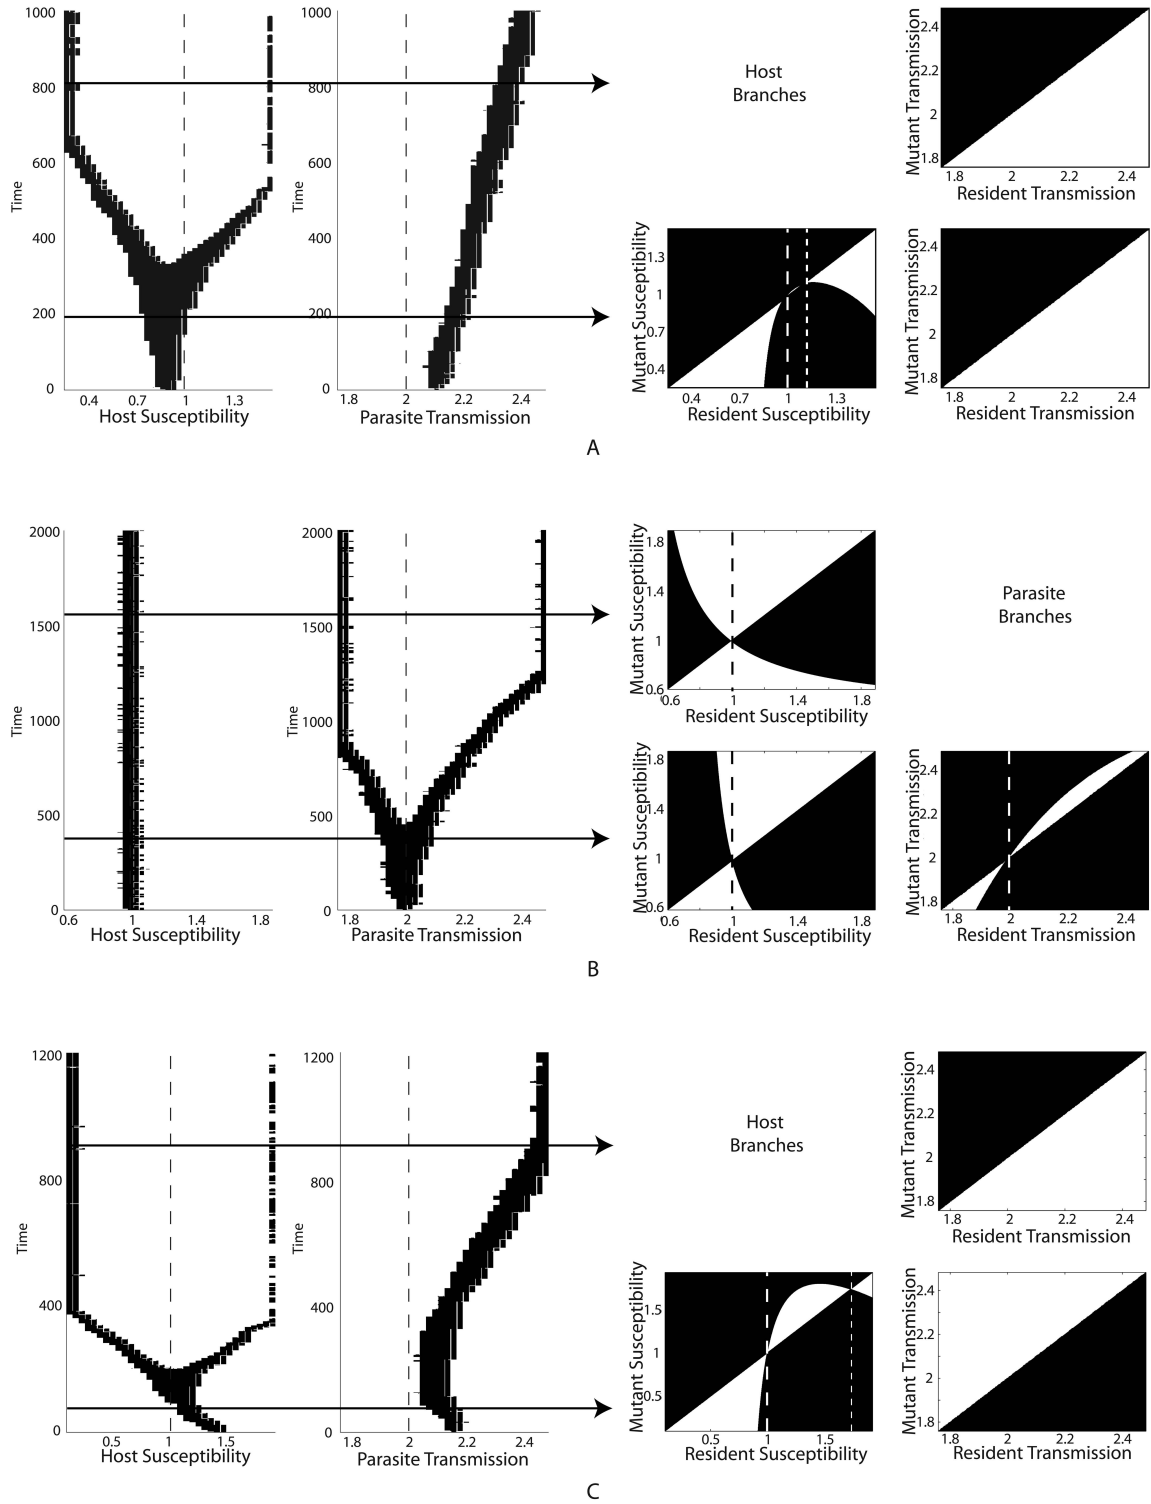 1000
800
600
400
200
0
Time
0.4 0.7 1 1.3
Host Susceptibility
1000
800
600
400
200
0
Time
1.8 2 2.2 2.4
Parasite Transmission
Host
Branches
Mutant Transmission
2.4
2.2
2
1.8
1.8 2 2.2 2.4
Resident Transmission
Mutant Susceptibility
1.3
1
0.7
0.4
0.4 0.7 1 1.3
Resident Susceptibility
Mutant Transmission
2.4
2.2
2
1.8
1.8 2 2.2 2.4
Resident Transmission
A
2000
1500
1000
500
0
Time
0.6 1 1.4 1.8
Host Susceptibility
2000
1500
1000
500
0
Time
1.8 2 2.2 2.4
Parasite Transmission
Mutant Susceptibility
1.8
1.4
1
0.6
0.6 1 1.4 1.8
Resident Susceptibility
Parasite
Branches
Mutant Susceptibility
1.8
1.4
1
0.6
0.6 1 1.4 1.8
Resident Susceptibility
Mutant Transmission
2.4
2.2
2
1.8
1.8 2 2.2 2.4
Resident Transmission
B
1200
800
400
0
Time
0.5 1 1.5
Host Susceptibility
1200
800
400
0
Time
1.8 2 2.2 2.4
Parasite Transmission
Host
Branches
Mutant Transmission
2.4
2.2
2
1.8
1.8 2 2.2 2.4
Resident Transmission
Mutant Susceptibility
1.5
1
0.5
0.5 1 1.5
Resident Susceptibility
Mutant Transmission
2.4
2.2
2
1.8
1.8 2 2.2 2.4
Resident Transmission
C